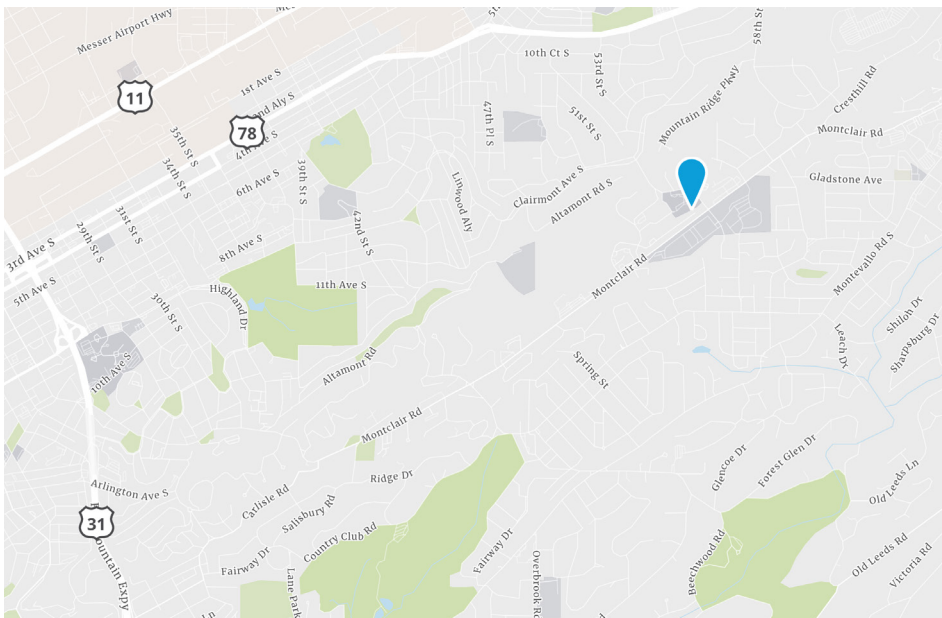 Messer Airport Hwy
10th Ct S
53rd St S
58th St
11
1st Ave S
2nd Aly S
78
4th Ave S
35th St S
34th St S
6th Ave S
39th St S
47th Pl S
51st St S
Mountain Ridge Pkwy
Cresthill Rd
Montclair Rd
Gladstone Ave
Linwood Aly
Clairmont Ave S
Altamont Rd S
31st St S
29th St S
3rd Ave S
5th Ave S
8th Ave S
42nd St S
11th Ave S
Highland Dr
30th St S
Montclair Rd
Montevallo Rd S
Shiloh Dr
Sharpsburg Dr
Leach Dr
10th Ave S
Altamont Rd
Spring St
Montclair Rd
Arlington Ave S
31
Ridge Dr
Carlisle Rd
Salisbury Rd
Country Club Rd
Fairway Dr
Fairway Dr
Glencoe Dr
Forest Glen Dr
Old Leeds Ln
Old Leeds Rd
Victoria Rd
Beechwood Rd
Overbrook Rd
Lane Park
ountain Expy
Ln